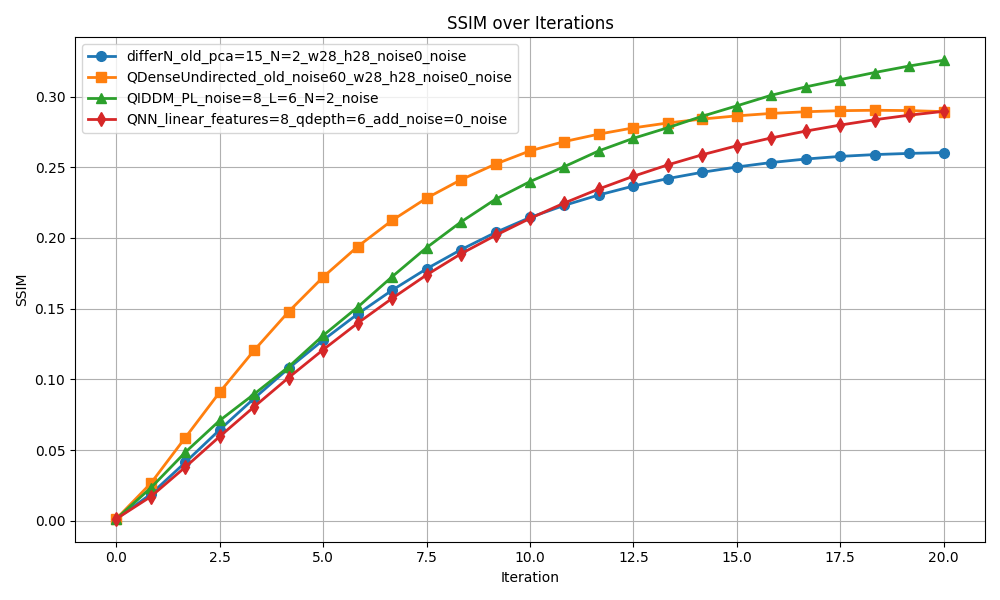 SSIM over Iterations
differN_old_pca=15_N=2_w28_h28_noise0_noise
QDenseUndirected_old_noise60_w28_h28_noise0_noise
QIDDM_PL_noise=8_L=6_N=2_noise
QNN_linear_features=8_qdepth=6_add_noise=0_noise
SSIM
0.30
0.25
0.20
0.15
0.10
0.05
0.00
0.0 2.5 5.0 7.5 10.0 12.5 15.0 17.5 20.0
Iteration